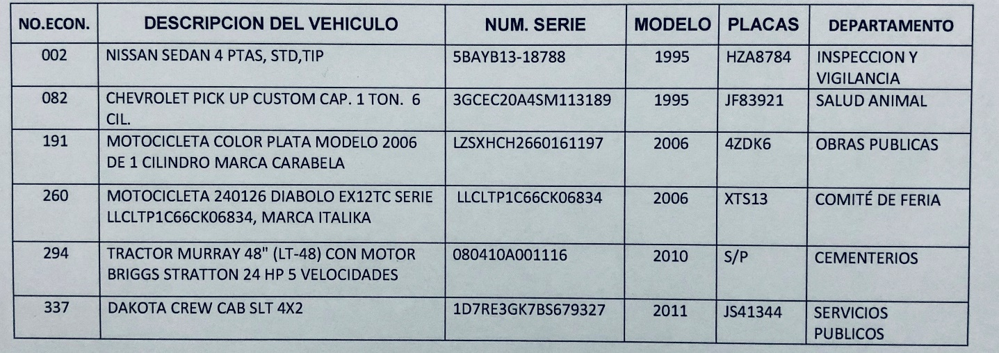 NO.ECON. DESCRIPCION DEL VEHICULO NUM. SERIE MODELO PLACAS DEPARTAMENTO
002 NISSAN SEDAN 4 PTAS, STD,TIP 5BAYB13-18788 1995 HZA8784 INSPECCION Y
VIGILANCIA
082 CHEVROLET PICK UP CUSTOM CAP. 1 TON. 6 3GCEC20A4SM113189 1995 JF83921 SALUD ANIMAL
CIL.
191 MOTOCICLETA COLOR PLATA MODELO 2006 LZSXHCH2660161197 2006 4ZDK6 OBRAS PUBLICAS
DE 1 CILINDRO MARCA CARABELA
260 MOTOCICLETA 240126 DIABOLO EX12TC SERIE LLCLTP1C66CK06834 2006 XTS13 COMITÉ DE FERIA
LLCLTP1C66CK06834, MARCA ITALIKA
294 TRACTOR MURRAY 48" (LT-48) CON MOTOR 080410A001116 2010 S/P CEMENTERIOS
BRIGGS STRATTON 24 HP 5 VELOCIDADES
337 DAKOTA CREW CAB SLT 4X2 1D7RE3GK7BS679327 2011 JS41344 SERVICIOS
PUBLICOS